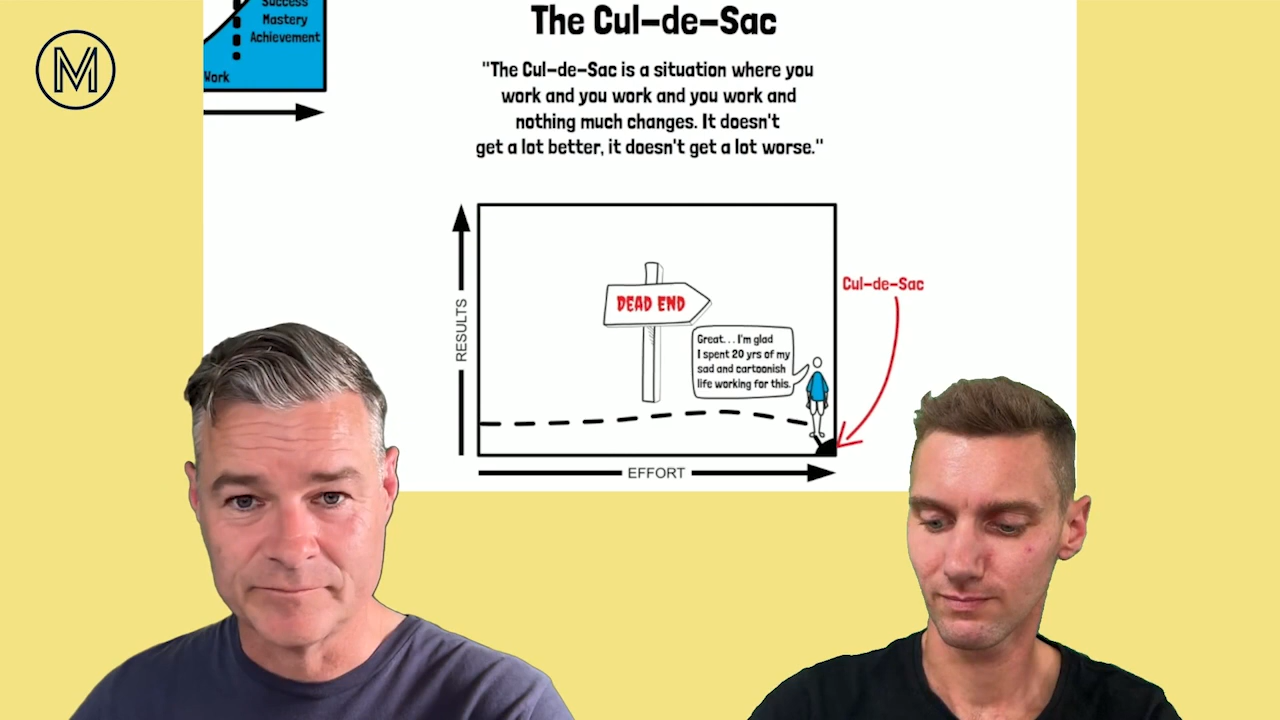 Success
Mastery
Achievement
Work
The Cul-de-Sac
"The Cul-de-Sac is a situation where you
work and you work and you work and
nothing much changes. It doesn't
get a lot better, it doesn't get a lot worse."
RESULTS
DEAD END
Great. . . I'm glad
I spent 20 yrs of my
sad and cartoonish
life working for this.
Cul-de-Sac
EFFORT
M